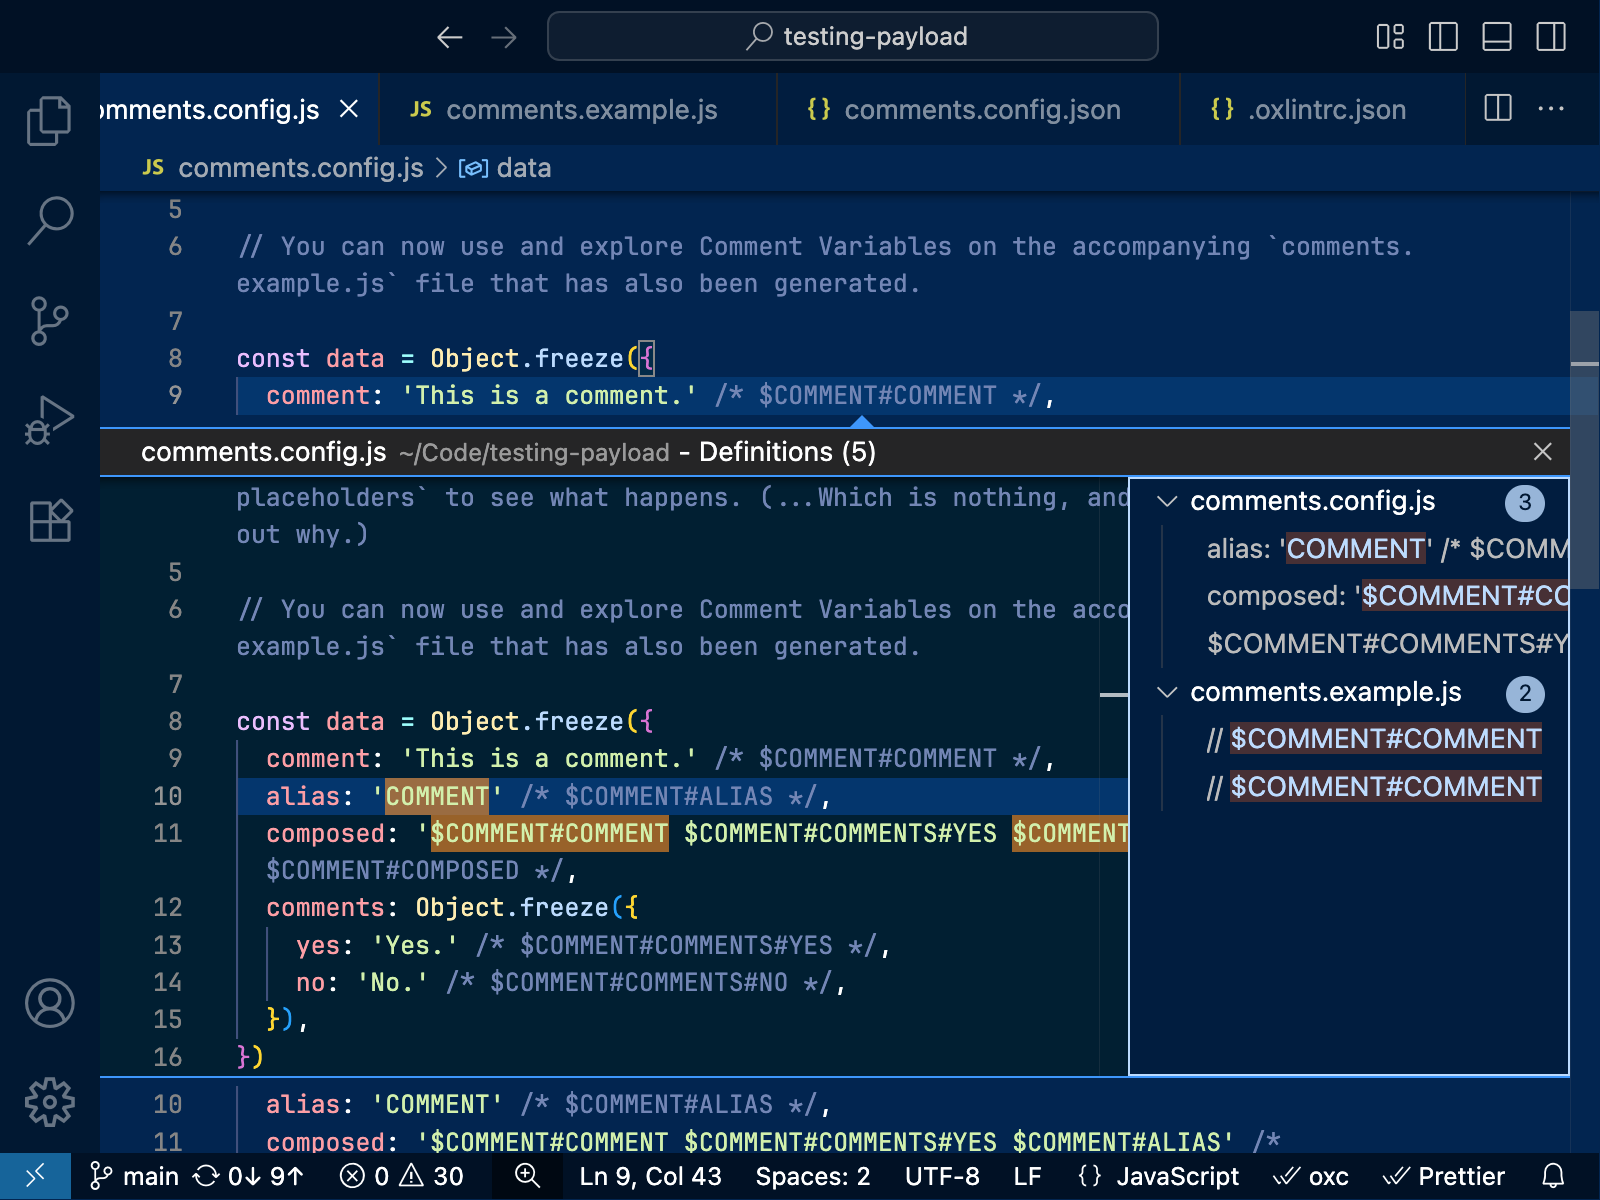 testing-payload
omments.config.js
JS comments.example.js
{} comments.config.json
{} .oxlintrc.json
JS comments.config.js > data
5
6 // You can now use and explore Comment Variables on the accompanying `comments.
example.js` file that has also been generated.
7
8 const data = Object.freeze({
9 comment: 'This is a comment.' /* $COMMENT#COMMENT */,
comments.config.js ~/Code/testing-payload - Definitions (5)
placeholders` to see what happens. (...Which is nothing, and
out why.)
5
6 // You can now use and explore Comment Variables on the acco
example.js` file that has also been generated.
7
8 const data = Object.freeze({
9 comment: 'This is a comment.' /* $COMMENT#COMMENT */,
10 alias: 'COMMENT' /* $COMMENT#ALIAS */,
11 composed: '$COMMENT#COMMENT $COMMENT#COMMENTS#YES $COMMENT
$COMMENT#COMPOSED */,
12 comments: Object.freeze({
13 yes: 'Yes.' /* $COMMENT#COMMENTS#YES */,
14 no: 'No.' /* $COMMENT#COMMENTS#NO */,
15 }),
16 })
comments.config.js 3
alias: 'COMMENT' /* $COMM
composed: '$COMMENT#CO
$COMMENT#COMMENTS#Y
comments.example.js 2
// $COMMENT#COMMENT
// $COMMENT#COMMENT
10 alias: 'COMMENT' /* $COMMENT#ALIAS */,
11 composed: '$COMMENT#COMMENT $COMMENT#COMMENTS#YES $COMMENT#ALIAS' /*
main 0↓ 9↑ 0 30 Ln 9, Col 43 Spaces: 2 UTF-8 LF {} JavaScript oxc Prettier